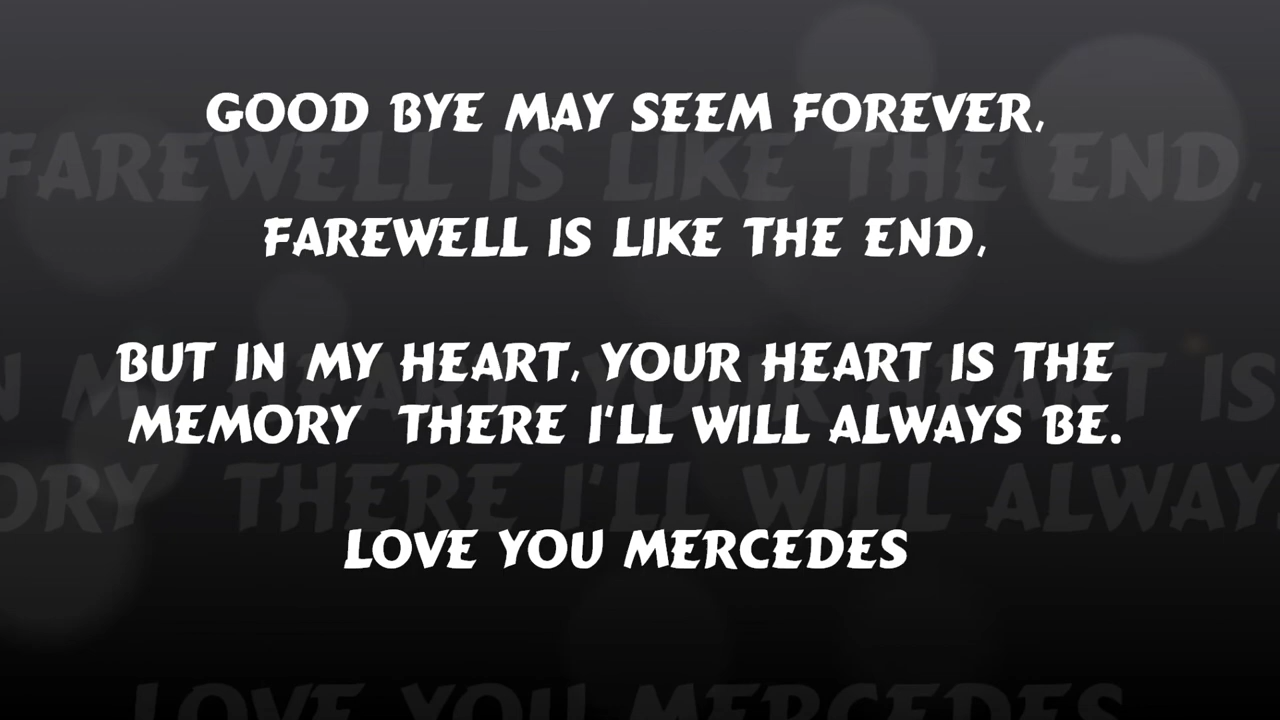 GOOD BYE MAY SEEM FOREVER,
FAREWELL IS LIKE THE END,
BUT IN MY HEART, YOUR HEART IS THE
MEMORY THERE I'LL WILL ALWAYS BE.
LOVE YOU MERCEDES